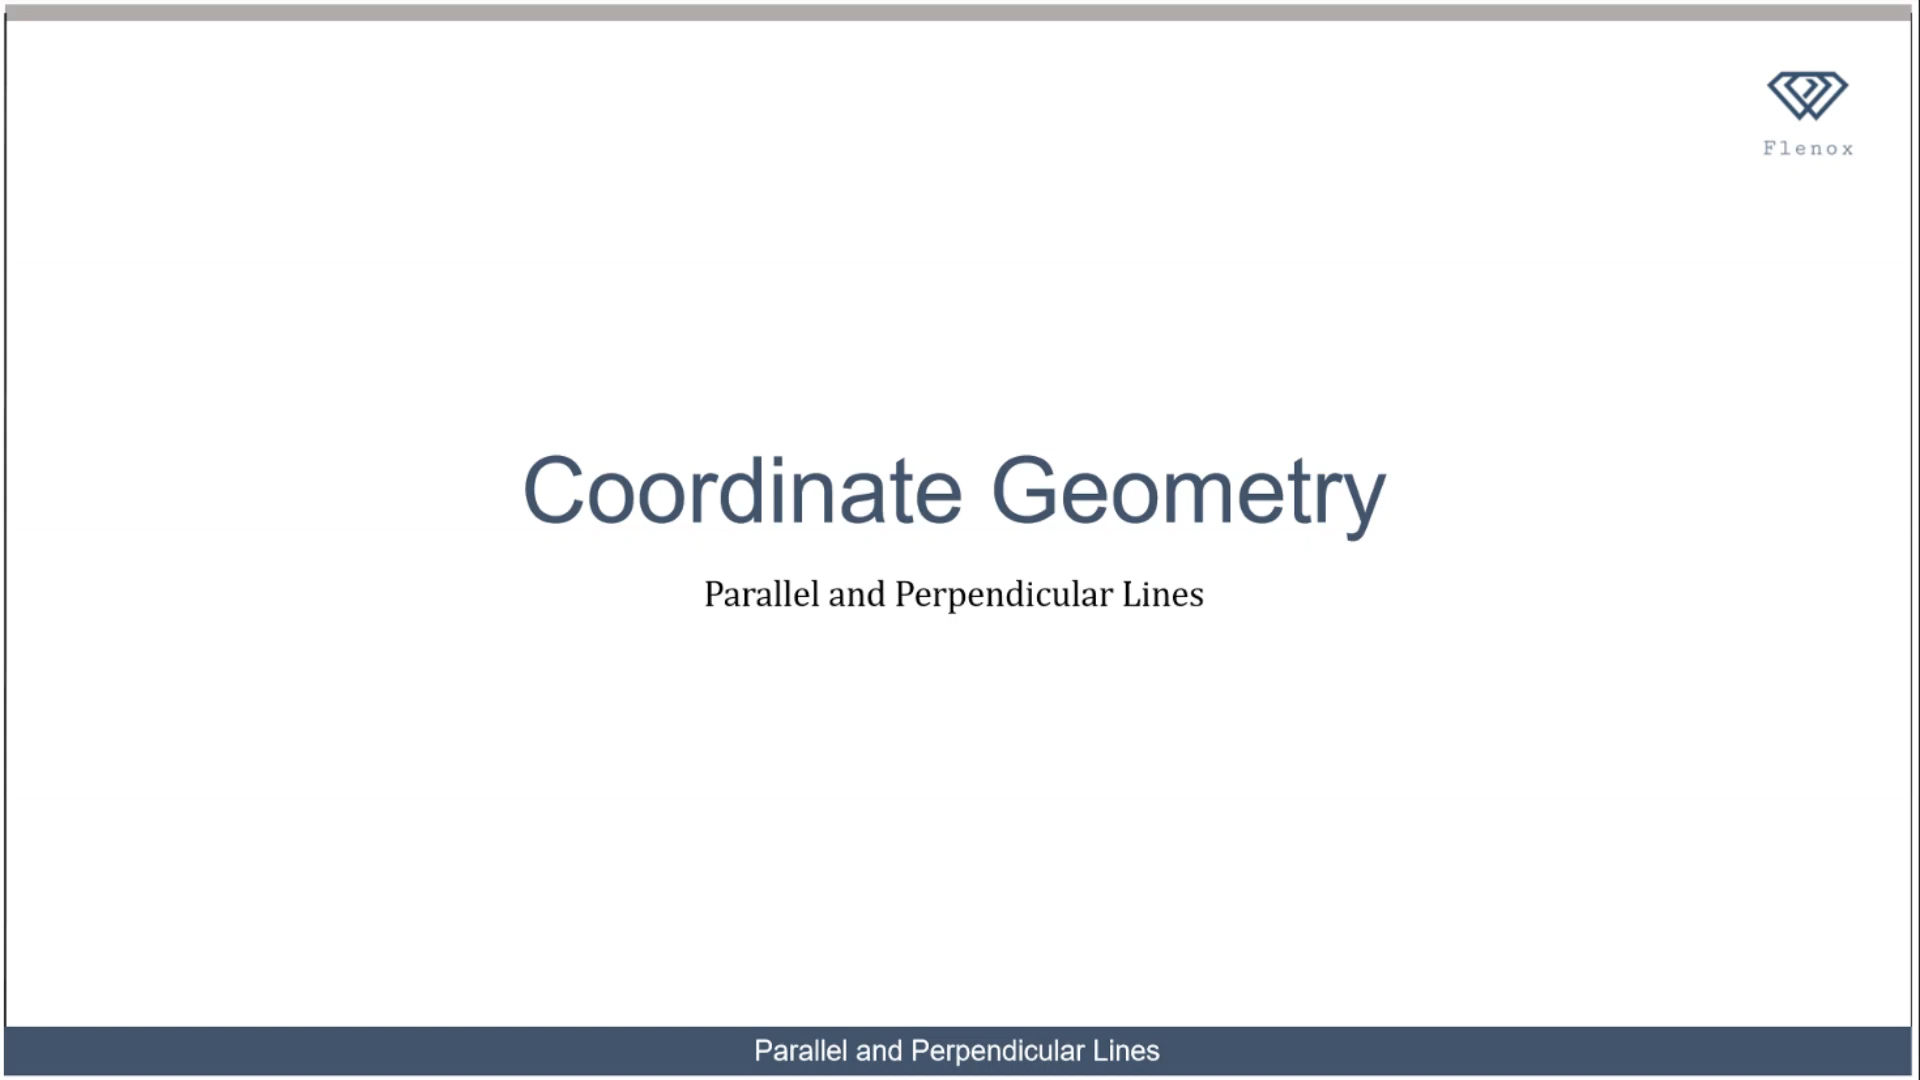 Flenox
Coordinate Geometry
Parallel and Perpendicular Lines
Parallel and Perpendicular Lines